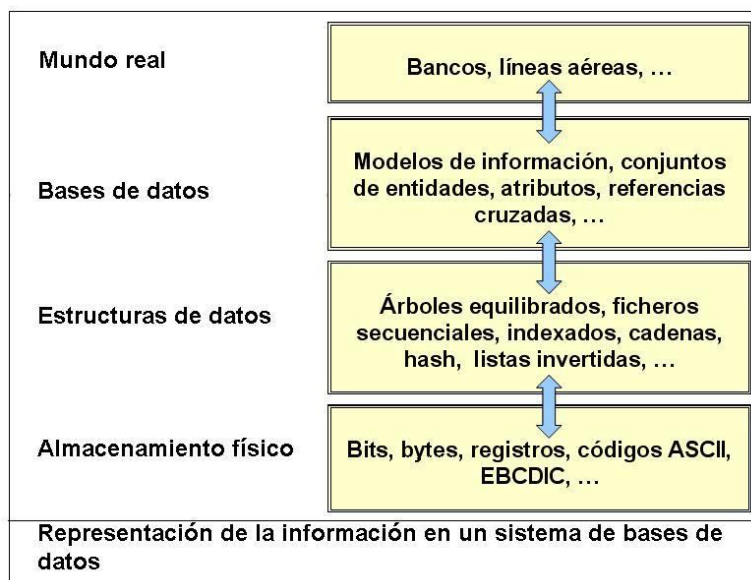 Mundo real
Bancos, líneas aéreas, ...
Bases de datos
Modelos de información, conjuntos
de entidades, atributos, referencias
cruzadas, ...
Estructuras de datos
Árboles equilibrados, ficheros
secuenciales, indexados, cadenas,
hash, listas invertidas, ...
Almacenamiento físico
Bits, bytes, registros, códigos ASCII,
EBCDIC, ...
Representación de la información en un sistema de bases de
datos